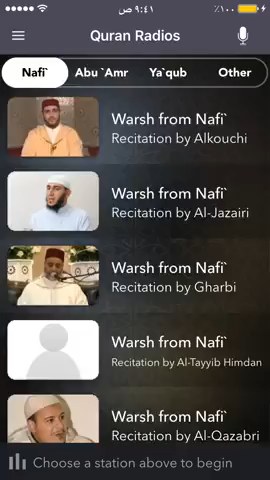 ٩:٤١ ص
٪١٠٠
Quran Radios
Nafi`
Abu `Amr
Ya`qub
Other
Warsh from Nafi`
Recitation by Alkouchi
Warsh from Nafi`
Recitation by Al-Jazairi
Warsh from Nafi`
Recitation by Gharbi
Warsh from Nafi`
Recitation by Al-Tayyib Himdan
Warsh from Nafi`
Recitation by Al-Qazabri
Choose a station above to begin